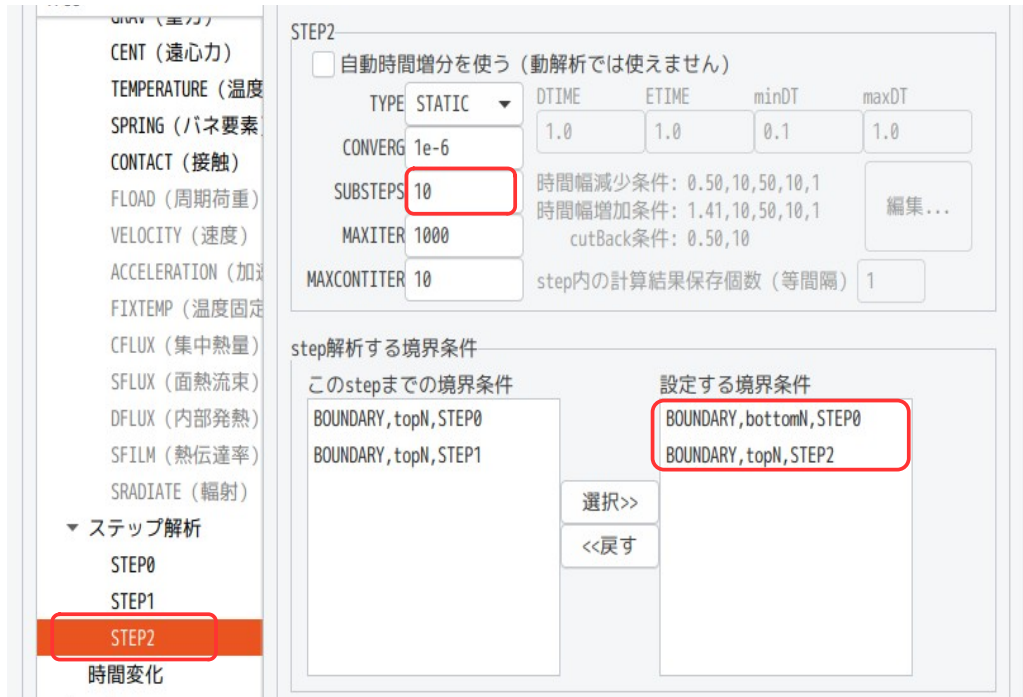 GRAV (重力)
CENT (遠心力)
TEMPERATURE (温度
SPRING (バネ要素
CONTACT (接触)
FLOAD (周期荷重)
VELOCITY (速度)
ACCELERATION (加速
FIXTEMP (温度固定
CFLUX (集中熱量)
SFLUX (面熱流束)
DFLUX (内部発熱)
SFILM (熱伝達率)
SRADIATE (輻射)
ステップ解析
STEP0
STEP1
STEP2
時間変化
STEP2
自動時間増分を使う (動解析では使えません)
TYPE STATIC
CONVERG 1e-6
SUBSTEPS 10
MAXITER 1000
MAXCONTITER 10
DTIME ETIME minDT maxDT
1.0 1.0 0.1 1.0
時間幅減少条件: 0.50,10,50,10,1
時間幅増加条件: 1.41,10,50,10,1
cutBack条件: 0.50,10
編集...
step内の計算結果保存個数 (等間隔) 1
step解析する境界条件
このstepまでの境界条件
BOUNDARY,topN,STEP0
BOUNDARY,topN,STEP1
選択>>
<<戻す
設定する境界条件
BOUNDARY,bottomN,STEP0
BOUNDARY,topN,STEP2